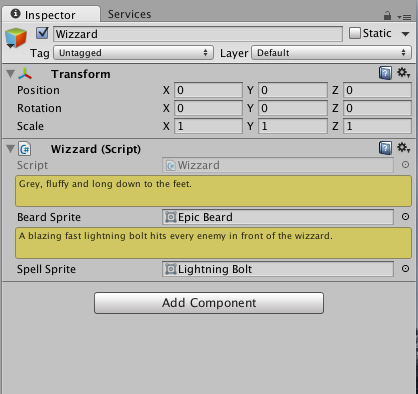 Inspector Services
Wizzard Static
Tag Untagged Layer Default
Transform
Position X 0 Y 0 Z 0
Rotation X 0 Y 0 Z 0
Scale X 1 Y 1 Z 1
Wizzard (Script)
Script Wizzard
Grey, fluffy and long down to the feet.
Beard Sprite Epic Beard
A blazing fast lightning bolt hits every enemy in front of the wizzard.
Spell Sprite Lightning Bolt
Add Component